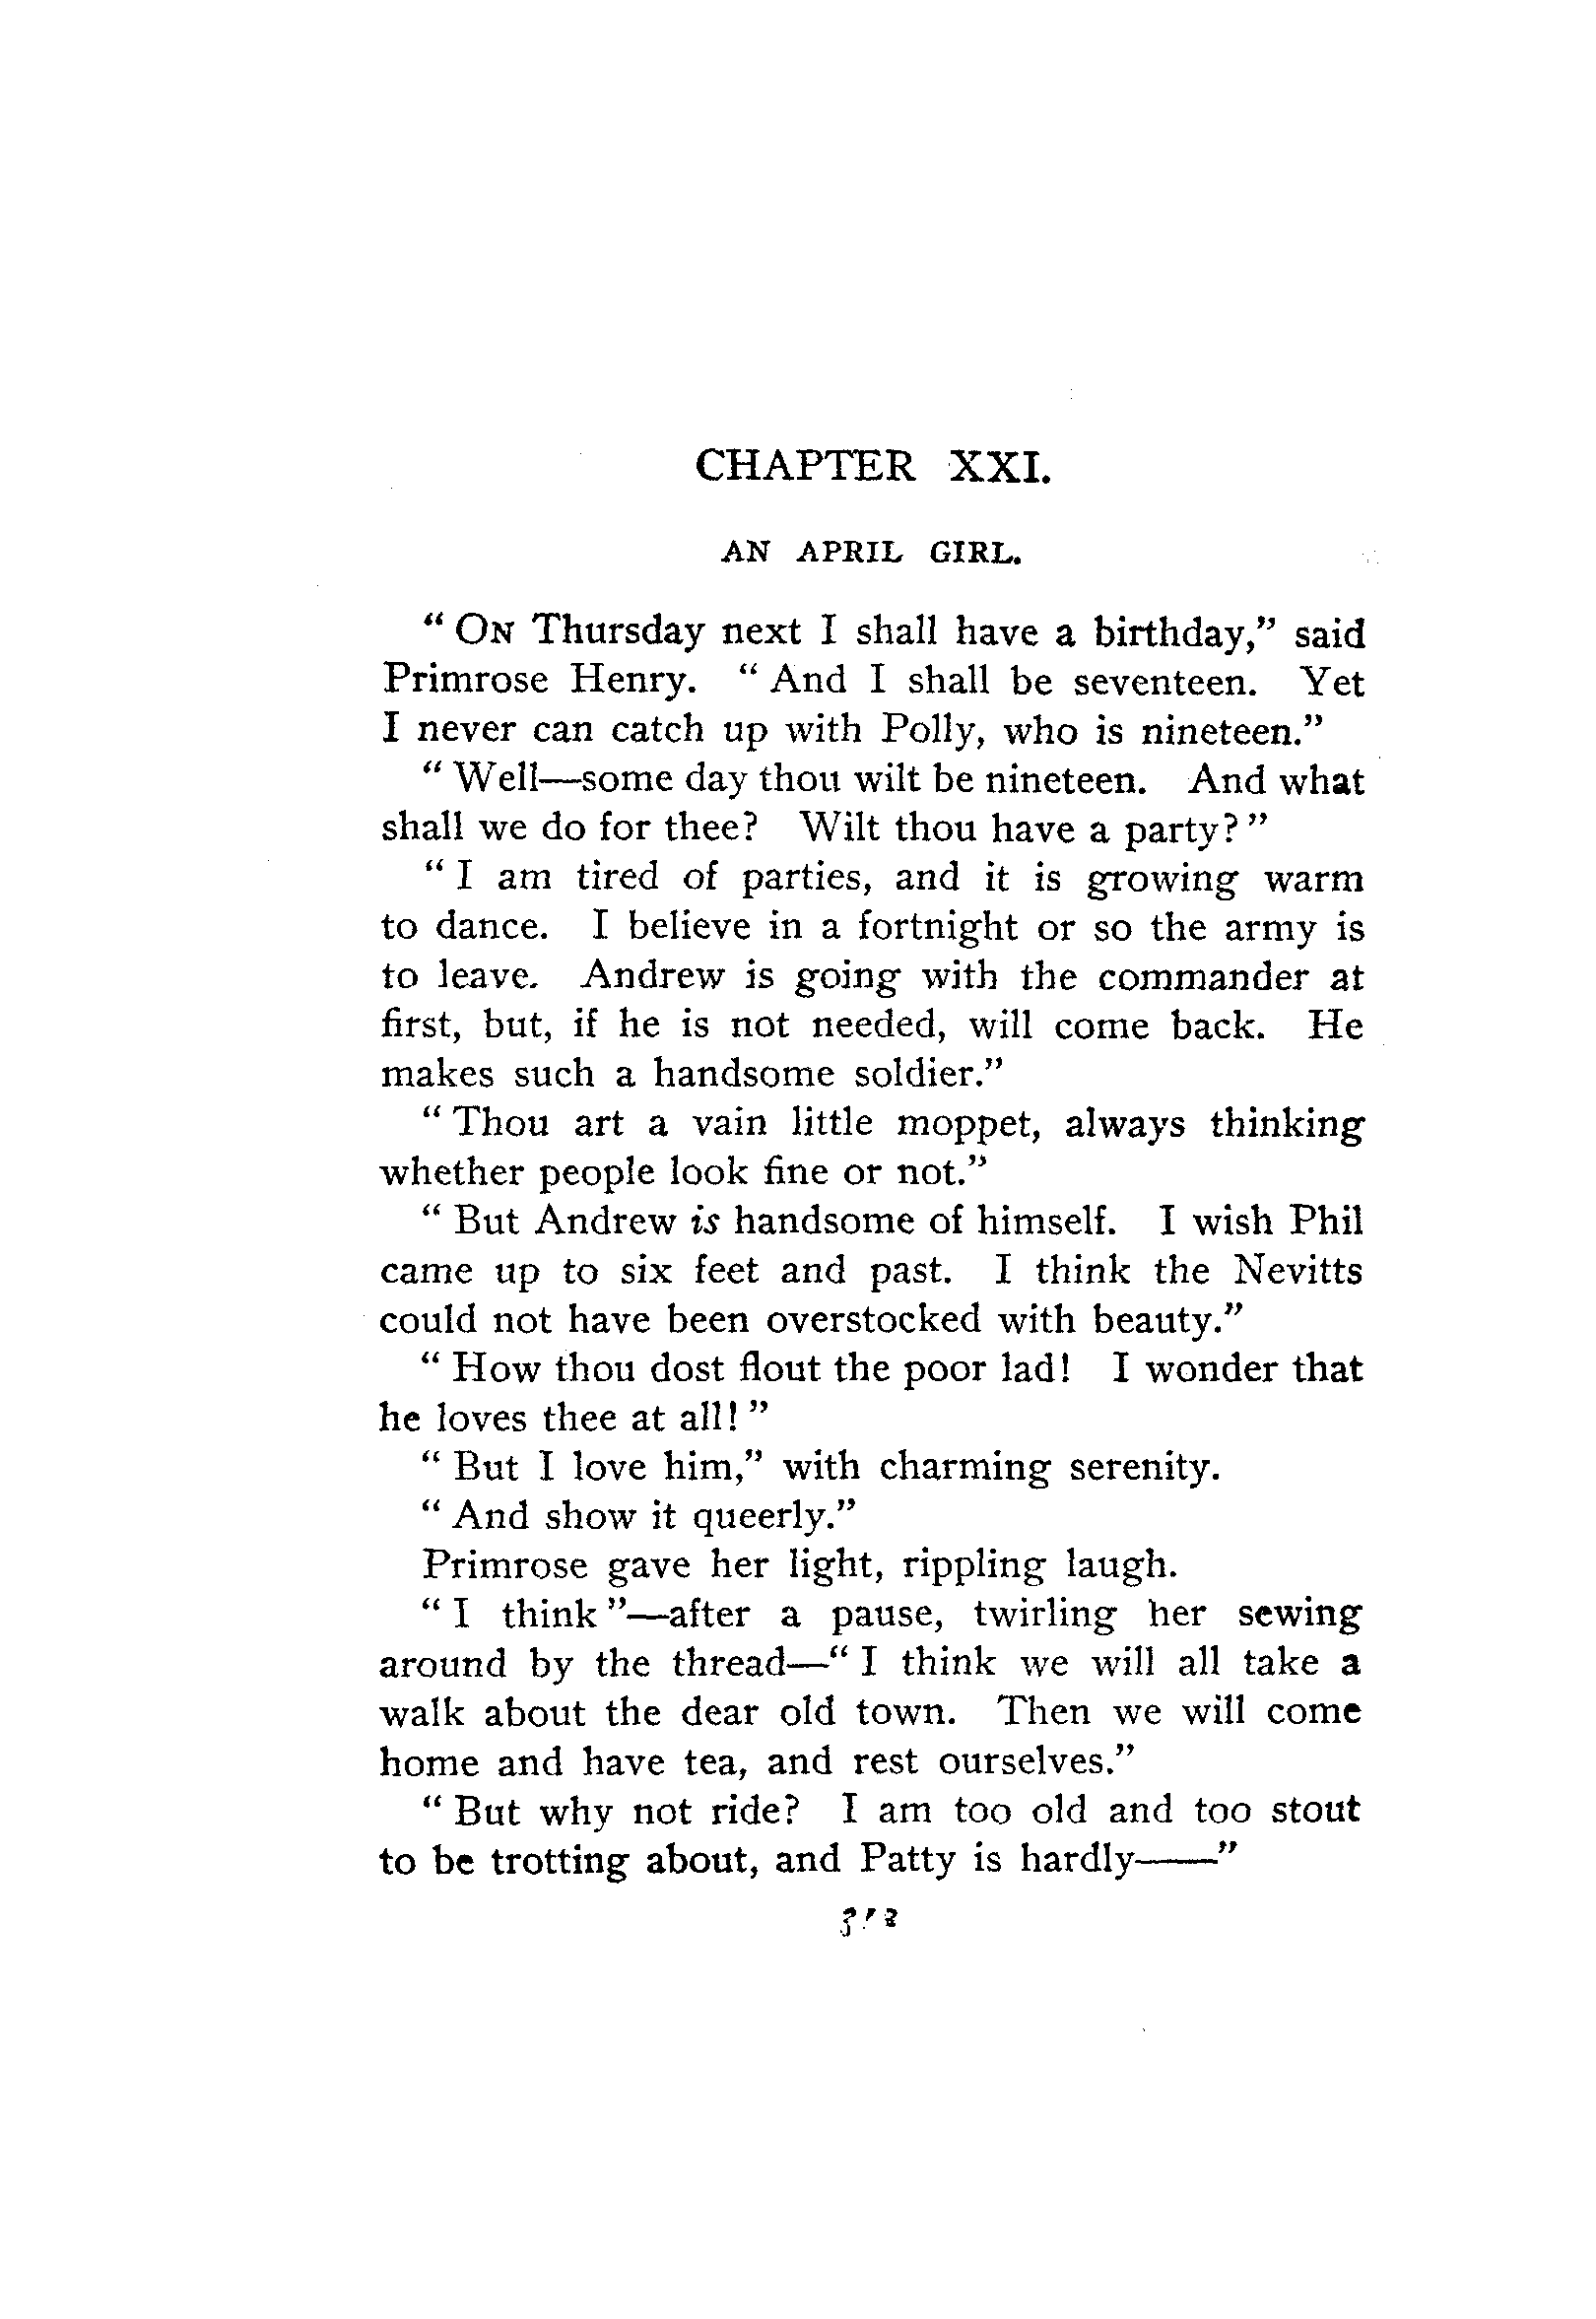 CHAPTER XXI.
AN APRIL GIRL.
“ ON Thursday next I shall have a birthday,” said
Primrose Henry. “ And I shall be seventeen. Yet
I never can catch up with Polly, who is nineteen.”
“ Well—some day thou wilt be nineteen. And what
shall we do for thee? Wilt thou have a party? ”
“ I am tired of parties, and it is growing warm
to dance. I believe in a fortnight or so the army is
to leave. Andrew is going with the commander at
first, but, if he is not needed, will come back. He
makes such a handsome soldier.”
“ Thou art a vain little moppet, always thinking
whether people look fine or not.”
“ But Andrew is handsome of himself. I wish Phil
came up to six feet and past. I think the Nevitts
could not have been overstocked with beauty.”
“ How thou dost flout the poor lad! I wonder that
he loves thee at all! ”
“ But I love him,” with charming serenity.
“ And show it queerly.”
Primrose gave her light, rippling laugh.
“ I think ”—after a pause, twirling her sewing
around by the thread—“ I think we will all take a
walk about the dear old town. Then we will come
home and have tea, and rest ourselves.”
“ But why not ride? I am too old and too stout
to be trotting about, and Patty is hardly——”